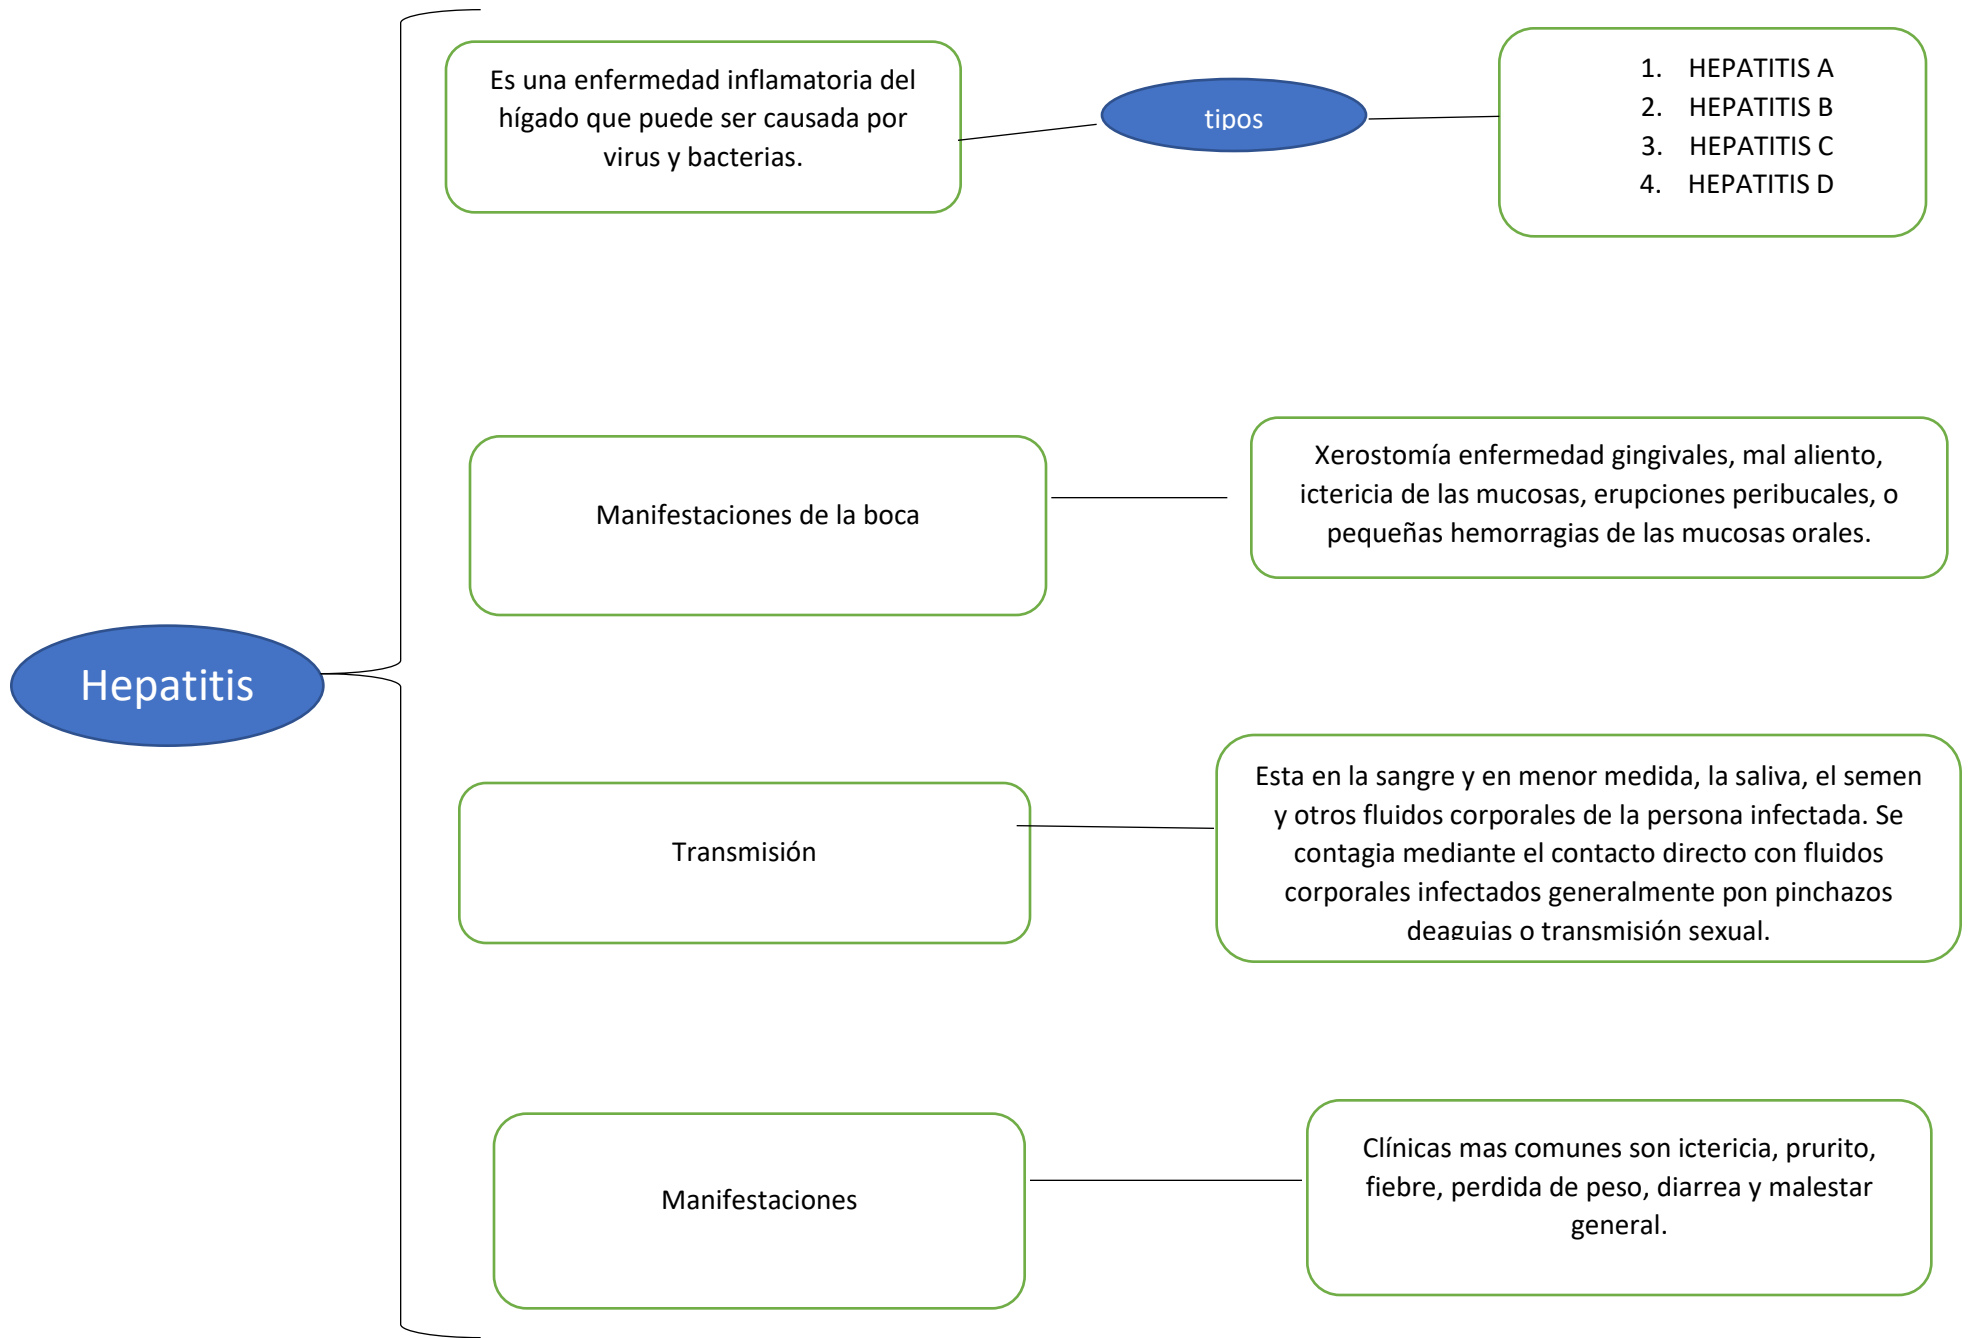 Es una enfermedad inflamatoria del
hígado que puede ser causada por
virus y bacterias.
tipos
1. HEPATITIS A
2. HEPATITIS B
3. HEPATITIS C
4. HEPATITIS D
Manifestaciones de la boca
Xerostomía enfermedad gingivales, mal aliento,
ictericia de las mucosas, erupciones peribucales, o
pequeñas hemorragias de las mucosas orales.
Hepatitis
Transmisión
Esta en la sangre y en menor medida, la saliva, el semen
y otros fluidos corporales de la persona infectada. Se
contagia mediante el contacto directo con fluidos
corporales infectados generalmente pon pinchazos
deaguias o transmisión sexual.
Manifestaciones
Clínicas mas comunes son ictericia, prurito,
fiebre, perdida de peso, diarrea y malestar
general.